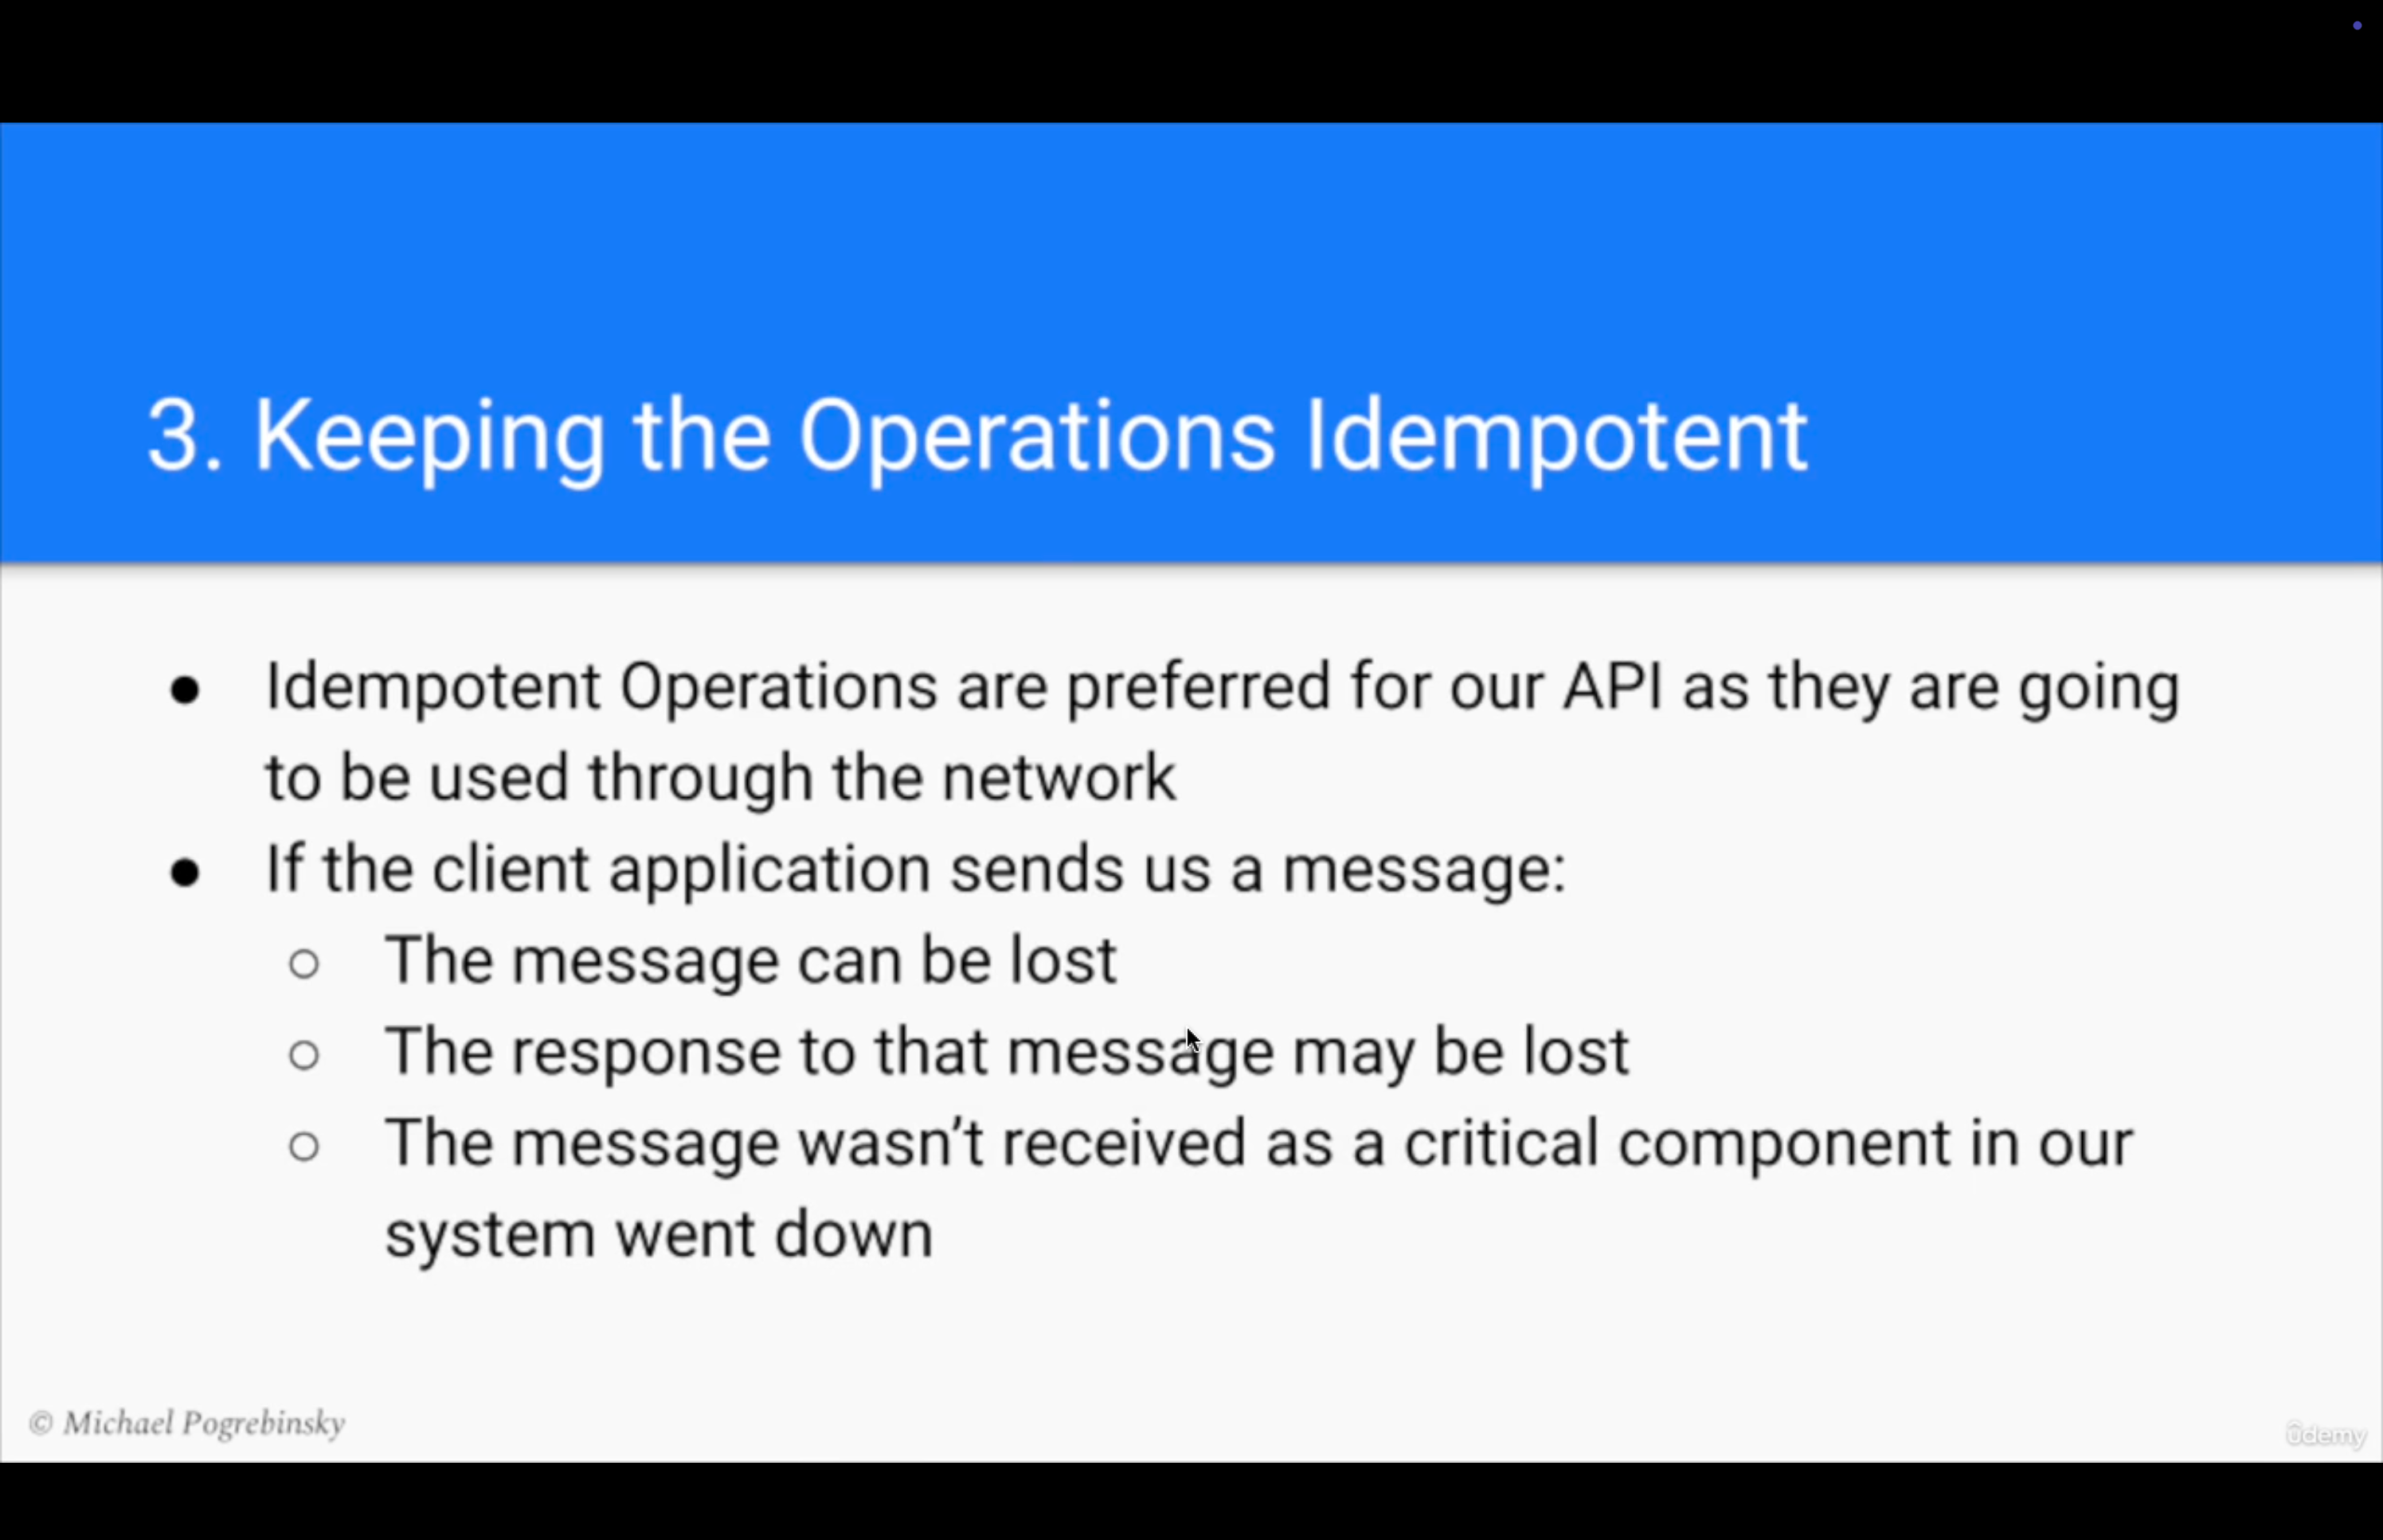 3. Keeping the Operations Idempotent
● Idempotent Operations are preferred for our API as they are going
to be used through the network
● If the client application sends us a message:
○ The message can be lost
○ The response to that message may be lost
○ The message wasn’t received as a critical component in our
system went down
© Michael Pogrebinsky
ûdemy